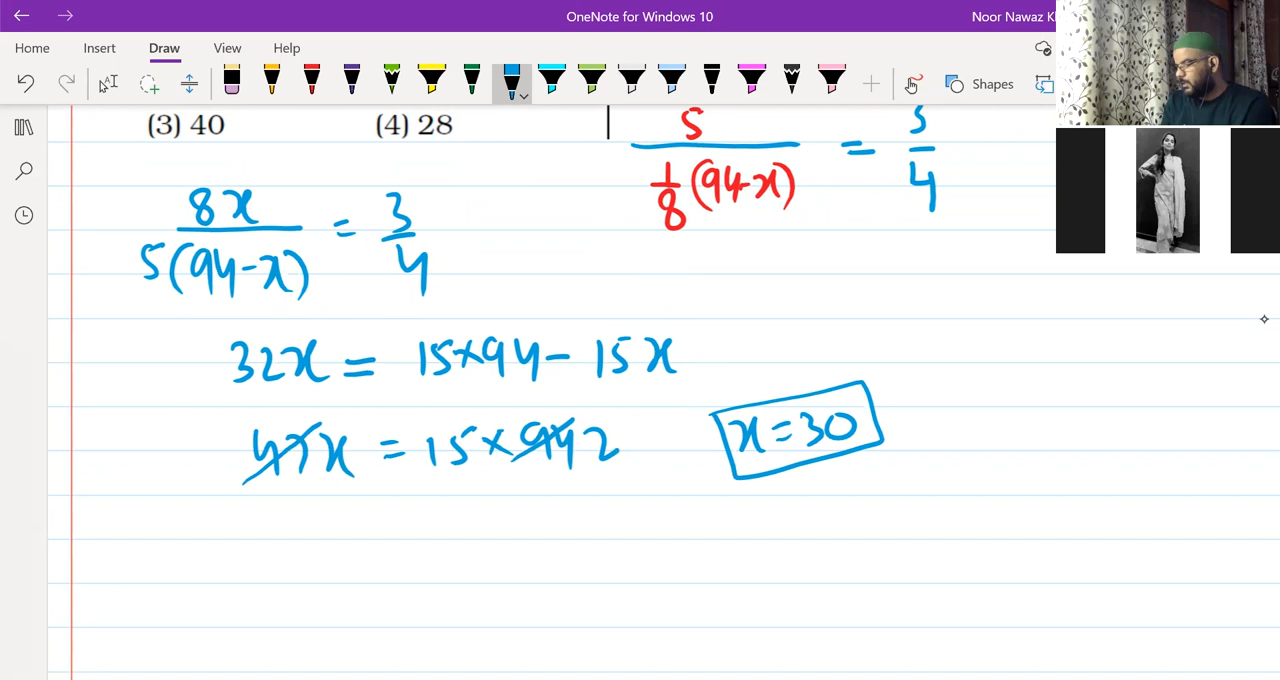 OneNote for Windows 10
Noor Nawaz
Home Insert Draw View Help
Shapes
(3) 40 (4) 28
5 / 1/8 (94-x) = 5/4
8x / 5(94-x) = 3/4
32x = 15×94 - 15x
47x = 15×94 2
x=30